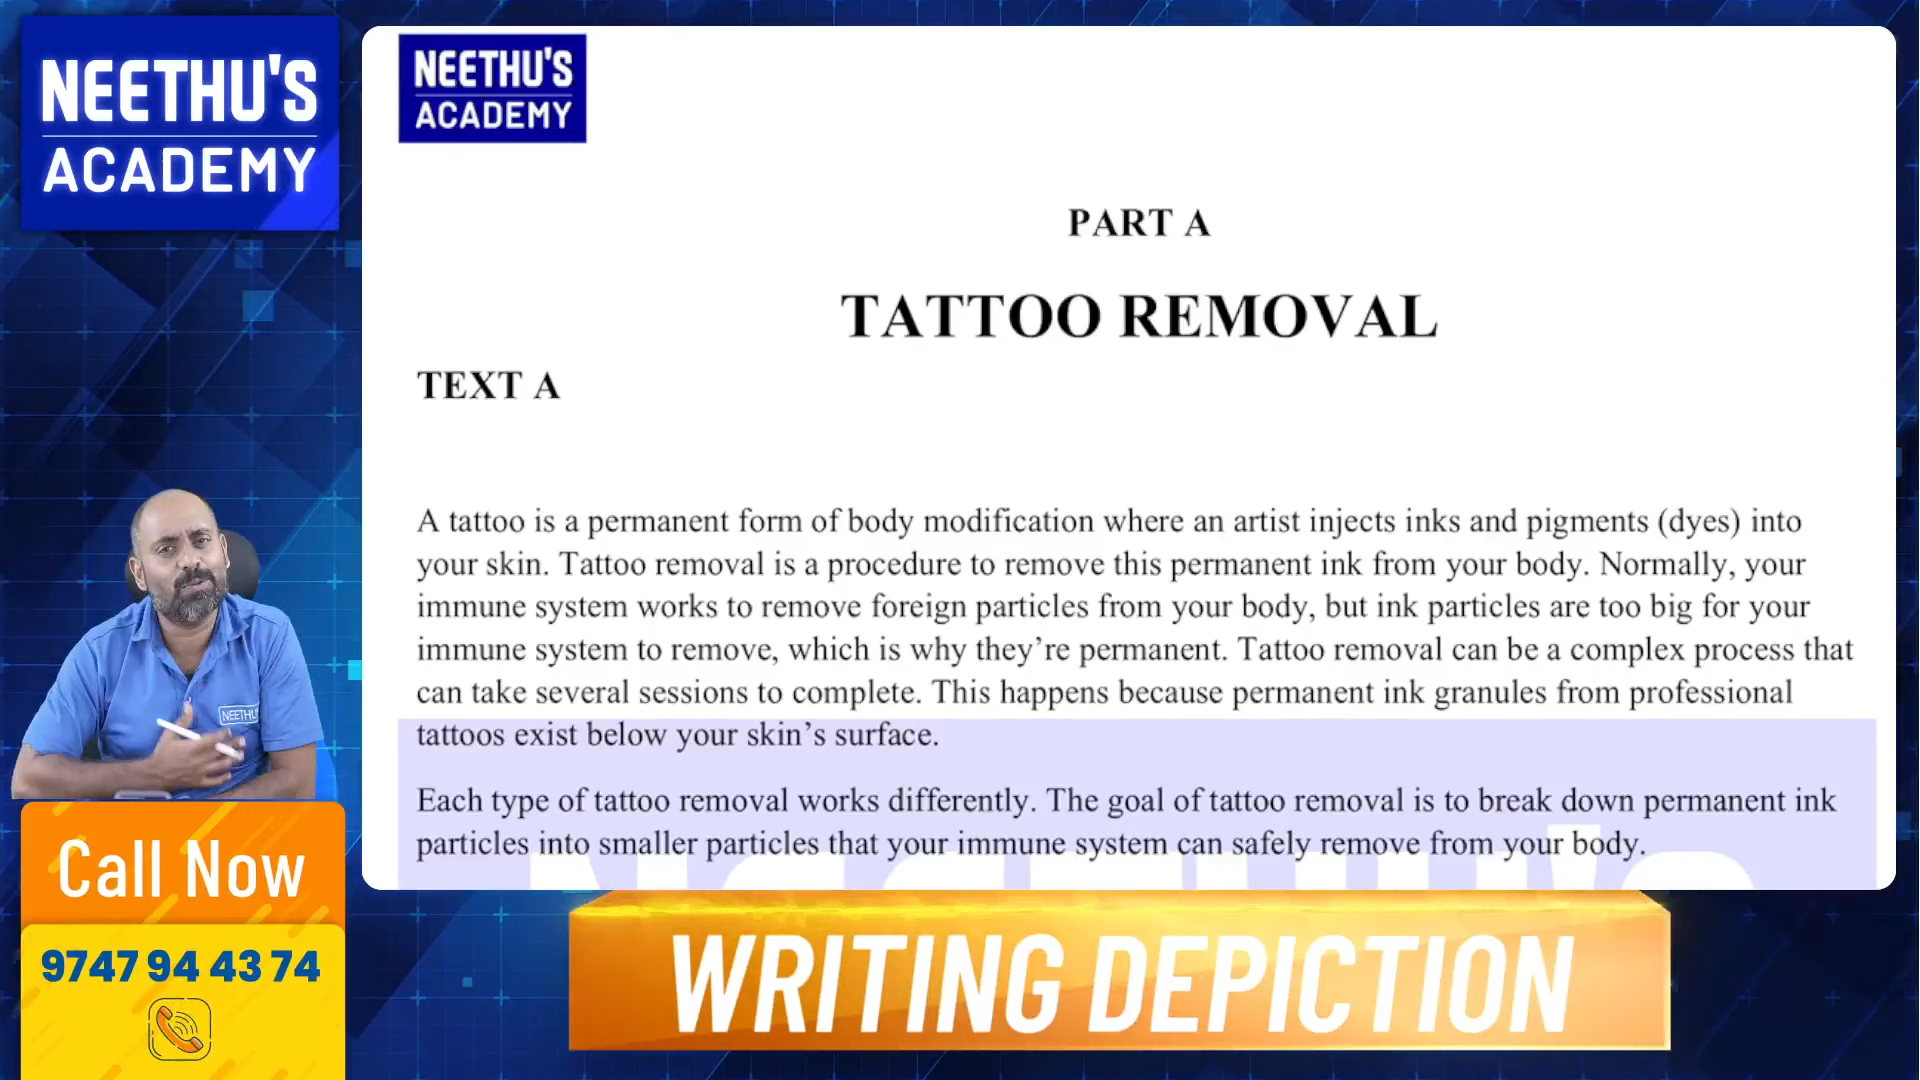 NEETHU'S
ACADEMY
NEETHU'S
ACADEMY
PART A
TATTOO REMOVAL
TEXT A
A tattoo is a permanent form of body modification where an artist injects inks and pigments (dyes) into
your skin. Tattoo removal is a procedure to remove this permanent ink from your body. Normally, your
immune system works to remove foreign particles from your body, but ink particles are too big for your
immune system to remove, which is why they’re permanent. Tattoo removal can be a complex process that
can take several sessions to complete. This happens because permanent ink granules from professional
tattoos exist below your skin’s surface.
Each type of tattoo removal works differently. The goal of tattoo removal is to break down permanent ink
particles into smaller particles that your immune system can safely remove from your body.
Call Now
9747 94 43 74
WRITING DEPICTION